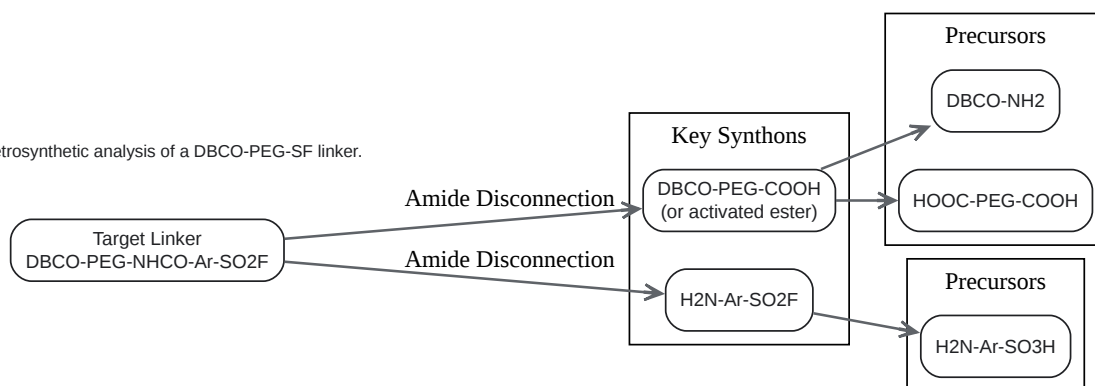 etrosynthetic analysis of a DBCO-PEG-SF linker.
Target Linker
DBCO-PEG-NHCO-Ar-SO2F
Amide Disconnection
Amide Disconnection
Key Synthons
DBCO-PEG-COOH
(or activated ester)
H2N-Ar-SO2F
Precursors
DBCO-NH2
HOOC-PEG-COOH
Precursors
H2N-Ar-SO3H